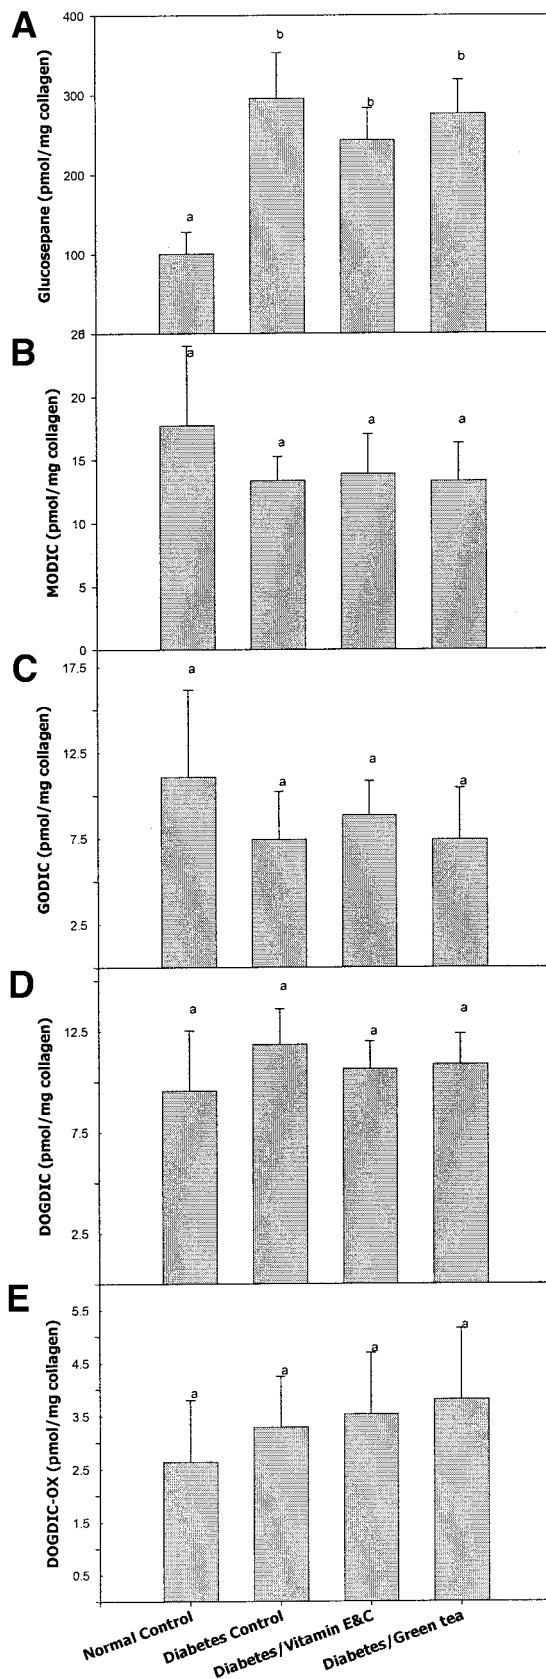 A
Glucosepane (pmol/mg collagen)
400
300
200
100
a
b
b
b
B
MODIC (pmol/mg collagen)
20
15
10
5
0
a
a
a
a
C
GODIC (pmol/mg collagen)
17.5
12.5
7.5
2.5
a
a
a
a
D
DOGDIC (pmol/mg collagen)
12.5
7.5
2.5
a
a
a
a
E
DOGDIC-OX (pmol/mg collagen)
5.5
4.5
3.5
2.5
1.5
0.5
a
a
a
a
Normal Control
Diabetes Control
Diabetes/Vitamin E&C
Diabetes/Green tea